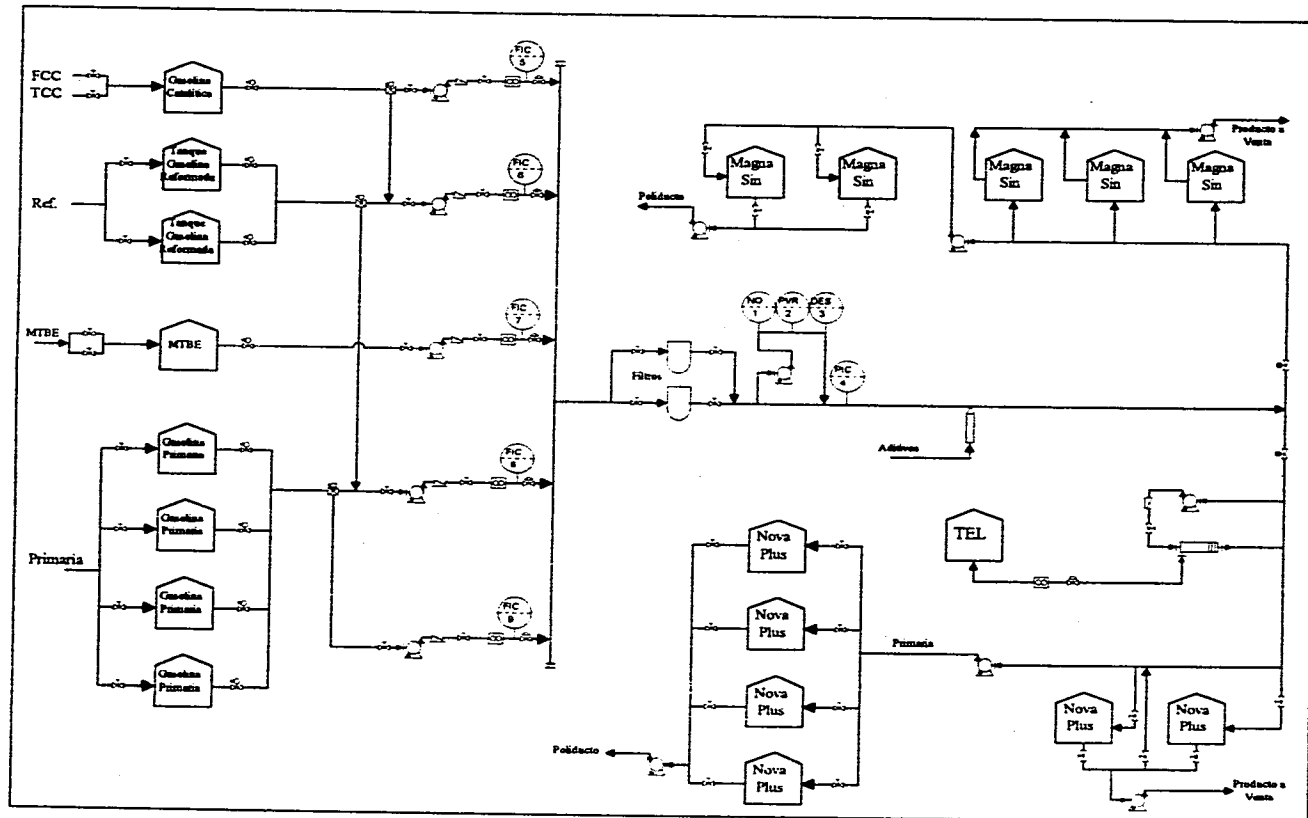 FCC
TCC
Gasolina
Catalítica
FIC
5
Tanque
Gasolina
Reformada
Ref.
Tanque
Gasolina
Reformada
FIC
6
MTBE
MTBE
FIC
7
Gasolina
Primaria
Gasolina
Primaria
Primaria
Gasolina
Primaria
Gasolina
Primaria
FIC
8
FIC
9
Filtros
NO
1
PVR
2
DES
3
PIC
4
Aditivos
Magna
Sin
Magna
Sin
Poliducto
Magna
Sin
Magna
Sin
Magna
Sin
Producto a
Venta
TEL
Nova
Plus
Nova
Plus
Nova
Plus
Nova
Plus
Primaria
Poliducto
Nova
Plus
Nova
Plus
Producto a
Venta